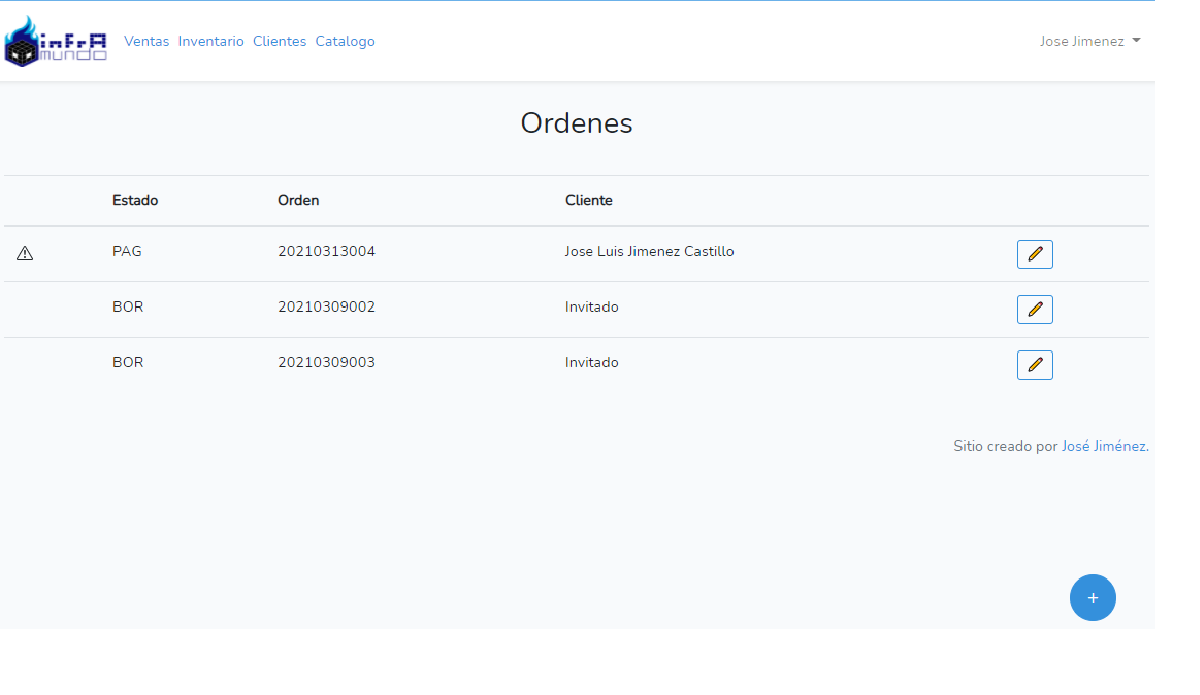 infrA
mundo
Ventas Inventario Clientes Catalogo
Jose Jimenez
Ordenes
Estado Orden Cliente
PAG 20210313004 Jose Luis Jimenez Castillo
BOR 20210309002 Invitado
BOR 20210309003 Invitado
Sitio creado por José Jiménez.
+